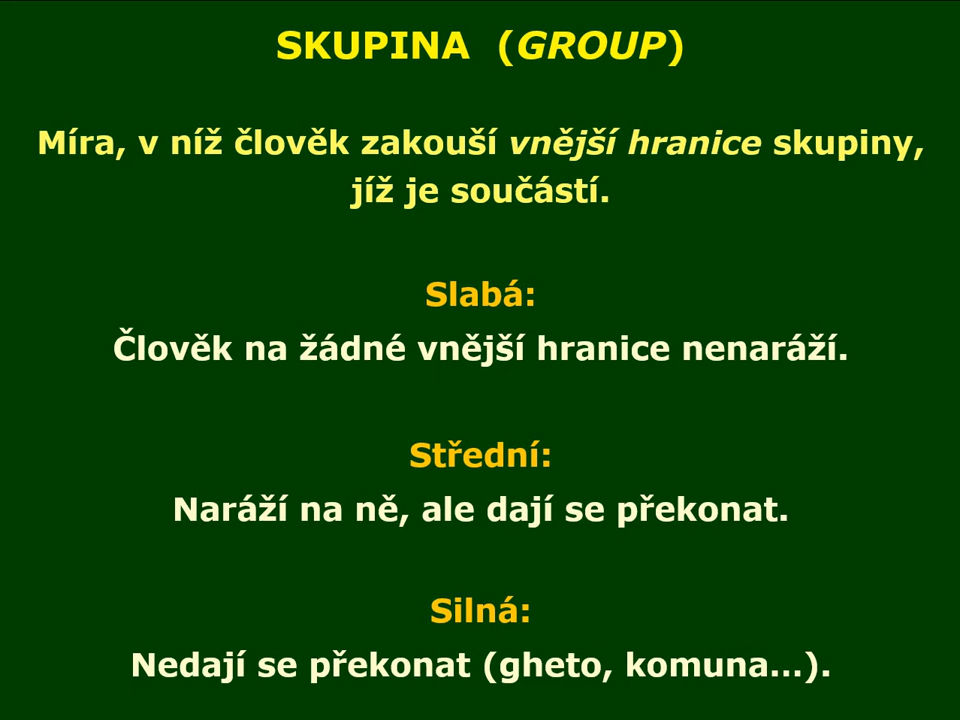 SKUPINA (GROUP)
Míra, v níž člověk zakouší vnější hranice skupiny,
jíž je součástí.
Slabá:
Člověk na žádné vnější hranice nenaráží.
Střední:
Naráží na ně, ale dají se překonat.
Silná:
Nedají se překonat (gheto, komuna…).